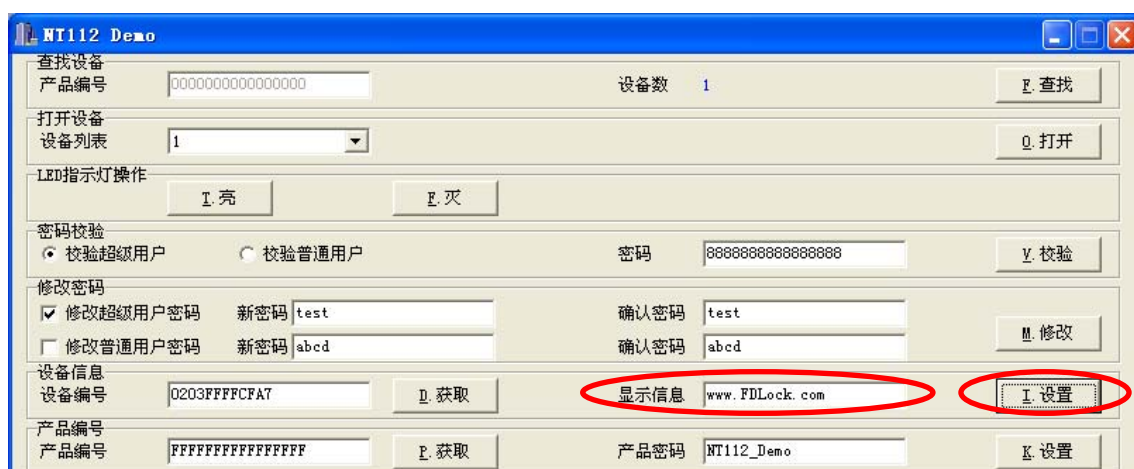 NT112 Demo
查找设备
产品编号 0000000000000000 设备数 1 F.查找
打开设备
设备列表 1 O.打开
LED指示灯操作
T.亮 F.灭
密码校验
校验超级用户 校验普通用户 密码 8888888888888888 V.校验
修改密码
修改超级用户密码 新密码 test 确认密码 test
M.修改
修改普通用户密码 新密码 abcd 确认密码 abcd
设备信息
设备编号 0203FFFFCFA7 D.获取 显示信息 www.FDLock.com I.设置
产品编号
产品编号 FFFFFFFFFFFFFFFF P.获取 产品密码 NT112_Demo K.设置